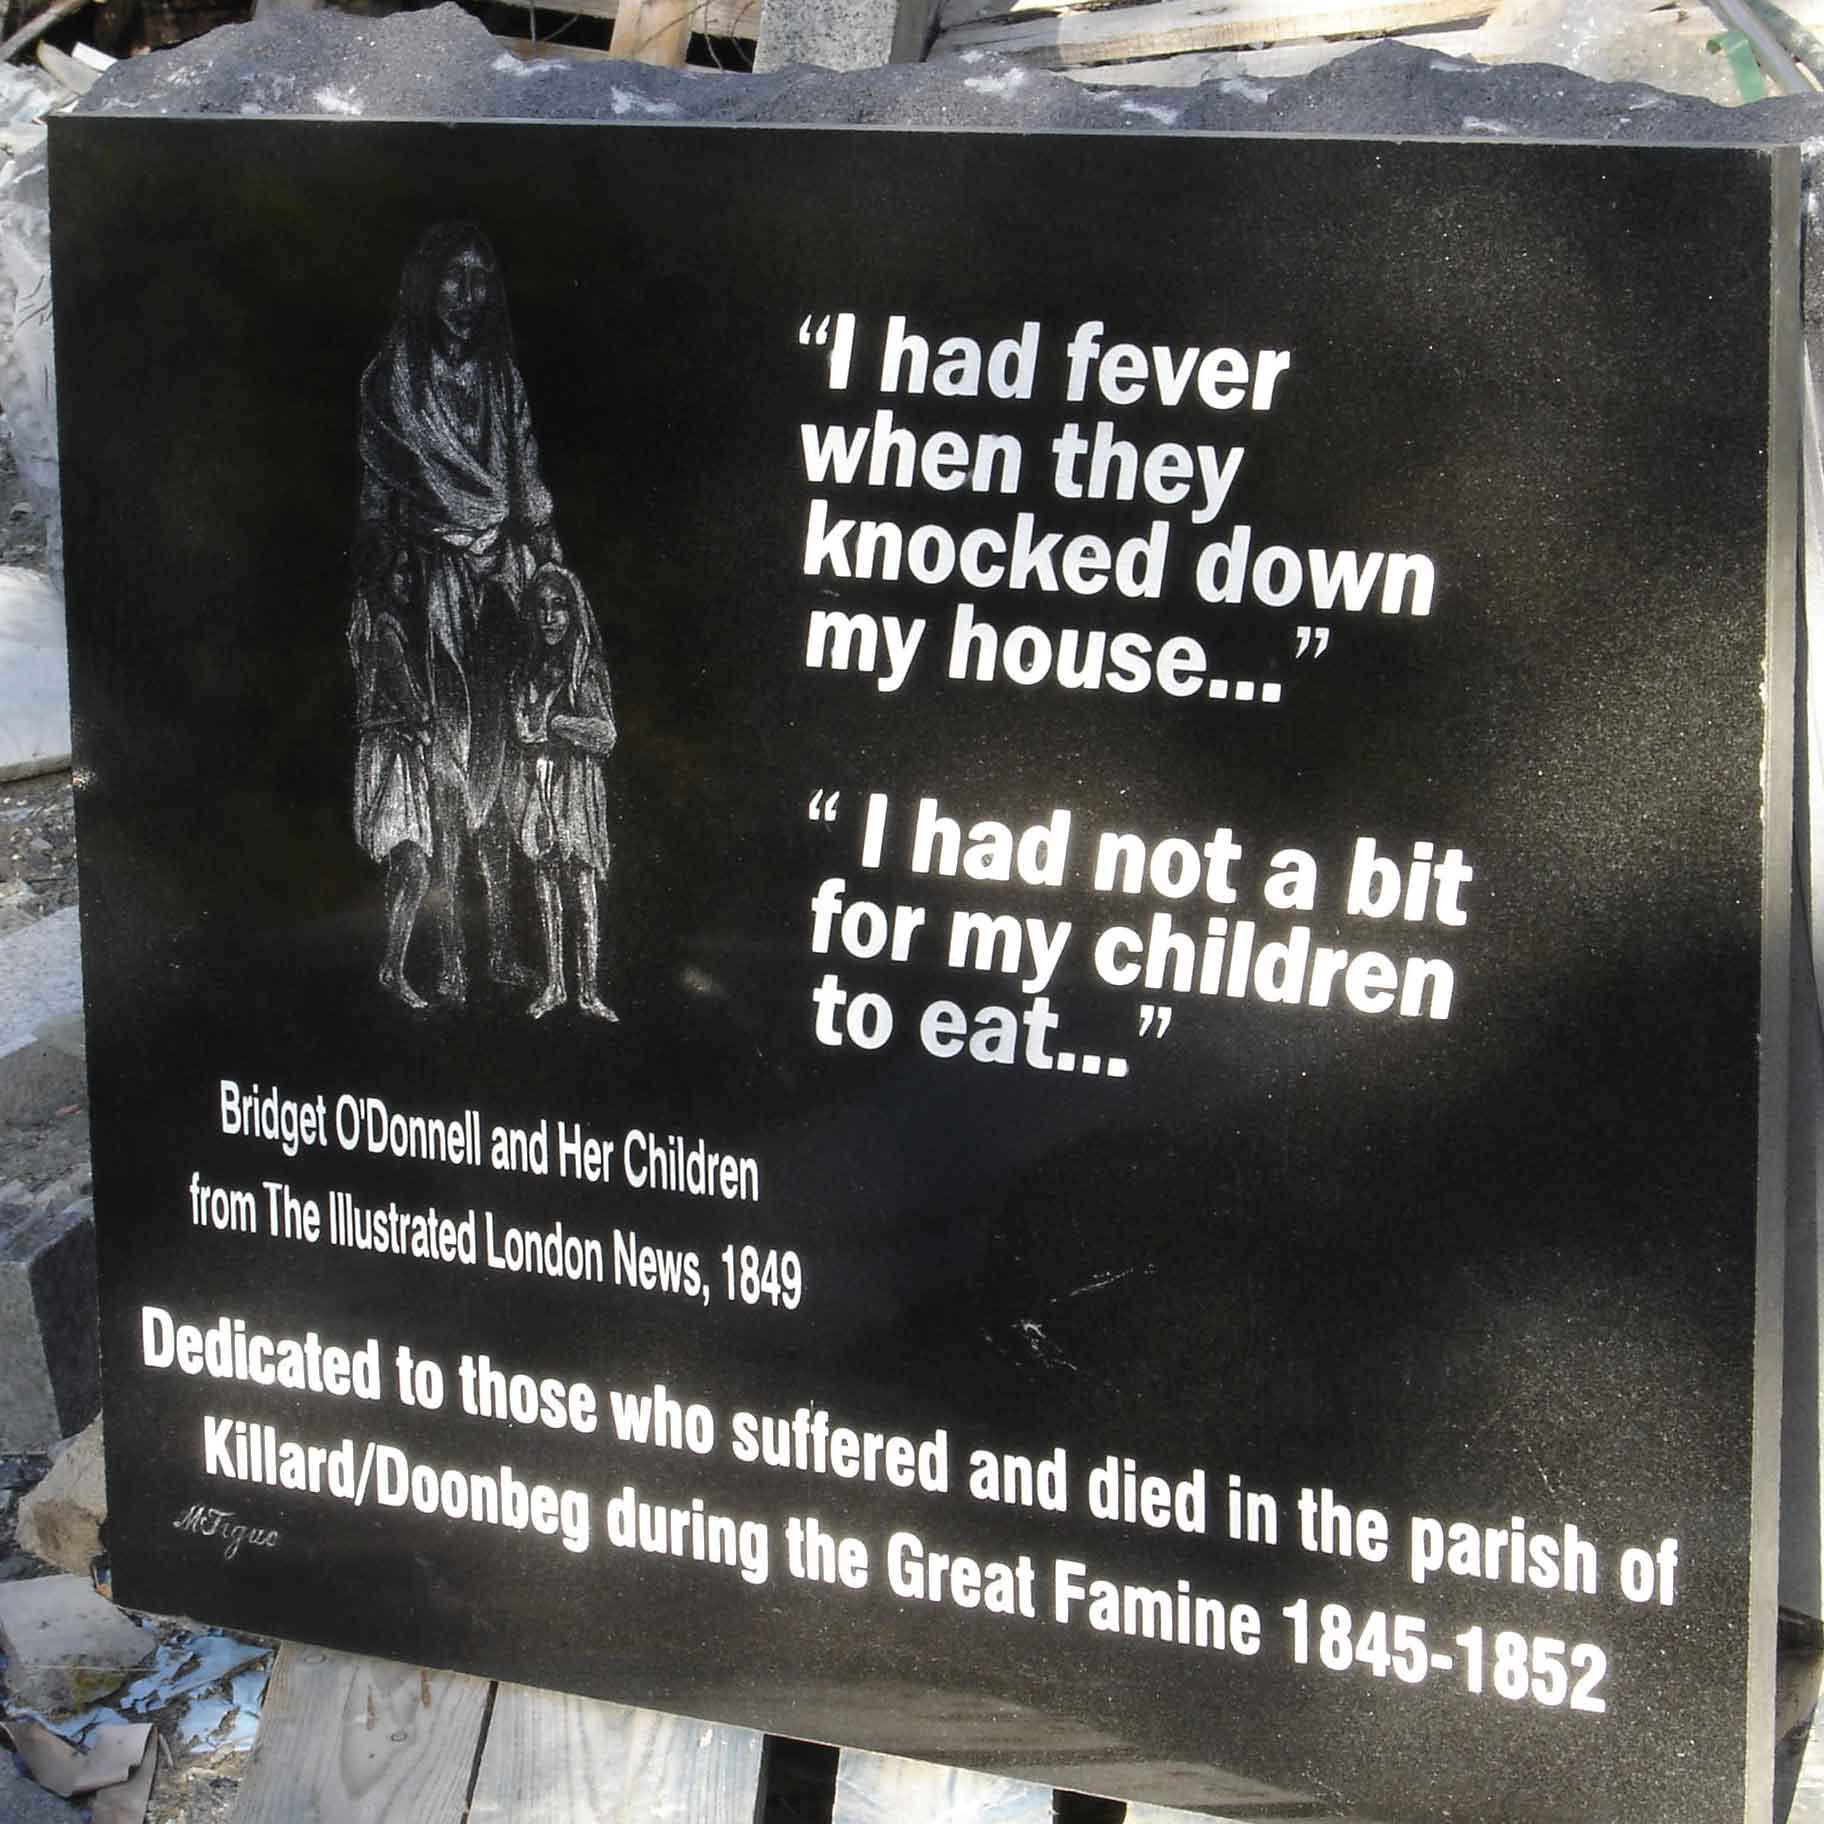 “I had fever
when they
knocked down
my house...”
“ I had not a bit
for my children
to eat...”
Bridget O'Donnell and Her Children
from The Illustrated London News, 1849
Dedicated to those who suffered and died in the parish of
Killard/Doonbeg during the Great Famine 1845-1852